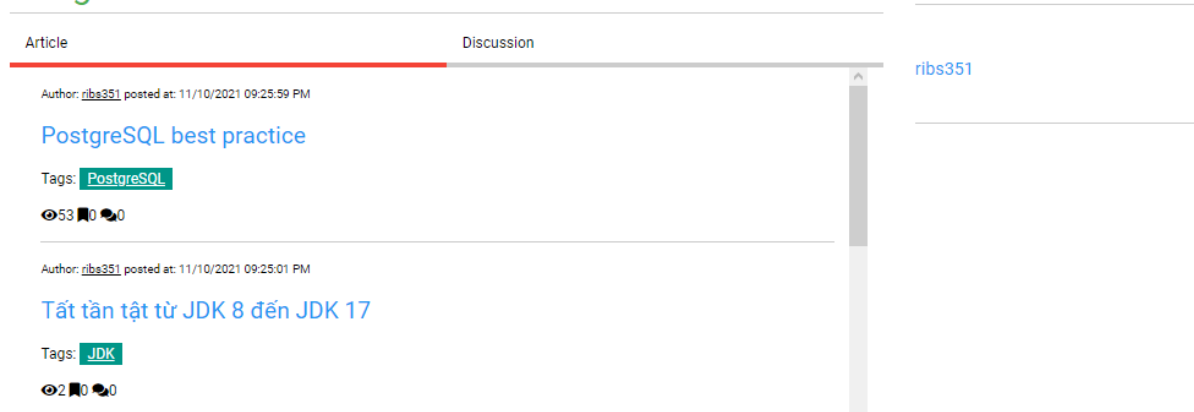 Article
Discussion
Author: ribs351 posted at: 11/10/2021 09:25:59 PM
PostgreSQL best practice
Tags: PostgreSQL
53 0 0
Author: ribs351 posted at: 11/10/2021 09:25:01 PM
Tất tần tật từ JDK 8 đến JDK 17
Tags: JDK
2 0 0
ribs351